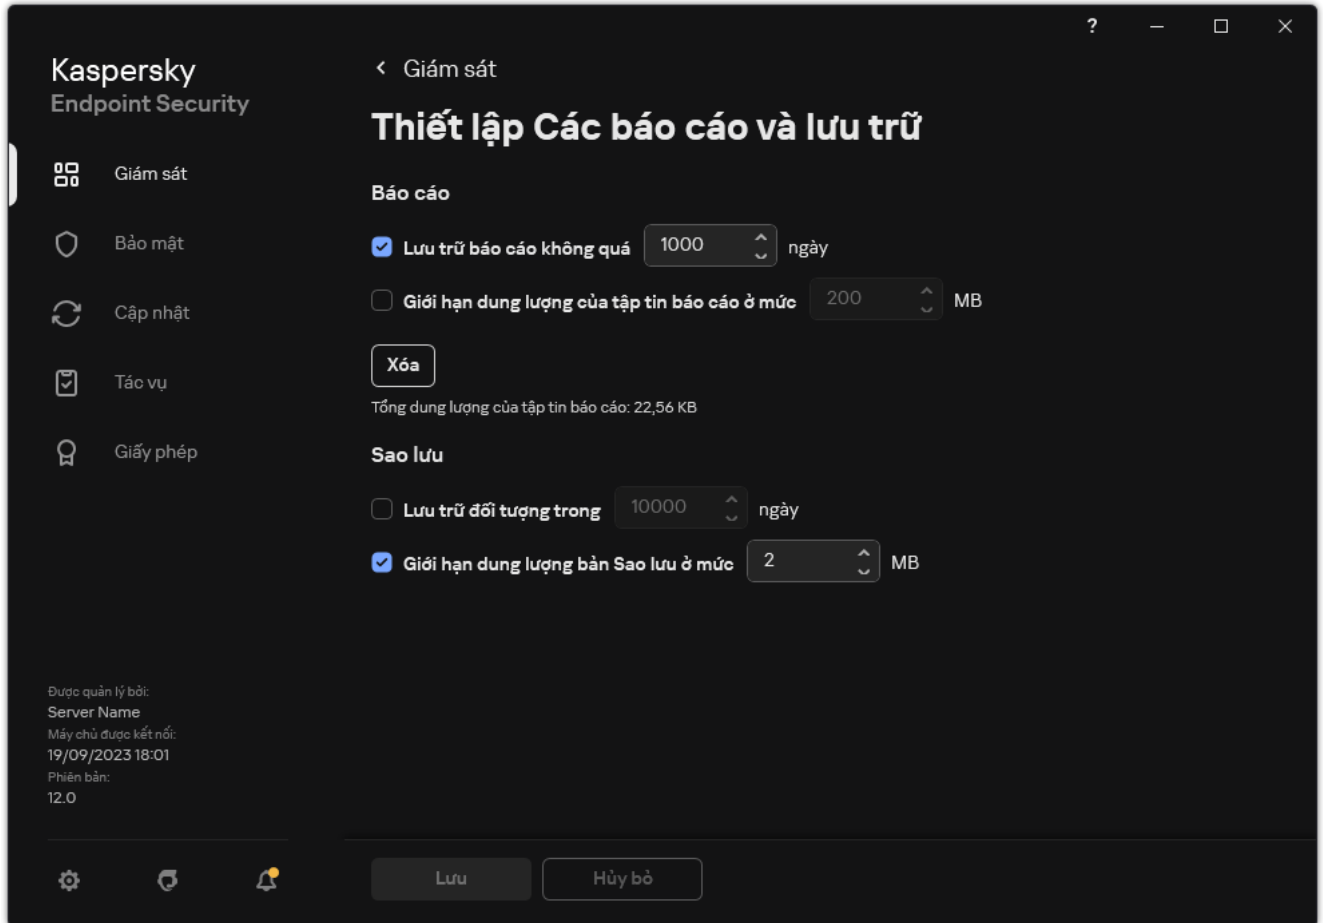 ?
Kaspersky
Endpoint Security
Giám sát
Bảo mật
Cập nhật
Tác vụ
Giấy phép
Được quản lý bởi:
Server Name
Máy chủ được kết nối:
19/09/2023 18:01
Phiên bản:
12.0
Giám sát
Thiết lập Các báo cáo và lưu trữ
Báo cáo
Lưu trữ báo cáo không quá 1000 ngày
Giới hạn dung lượng của tập tin báo cáo ở mức 200 MB
Xóa
Tổng dung lượng của tập tin báo cáo: 22,56 KB
Sao lưu
Lưu trữ đối tượng trong 10000 ngày
Giới hạn dung lượng bản Sao lưu ở mức 2 MB
Lưu Hủy bỏ